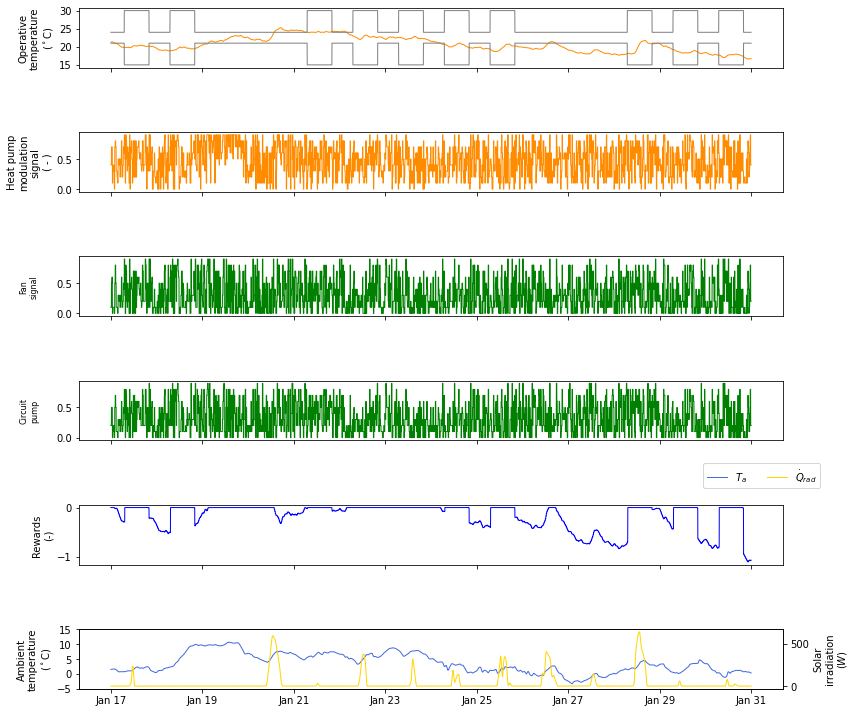 Operative
temperature
(°C)
30
25
20
15
Heat pump
modulation
signal
( - )
0.5
0.0
Fan
signal
0.5
0.0
Circuit
pump
0.5
0.0
T_a Q̇_rad
Rewards
(-)
0
−1
Ambient
temperature
(°C)
15
10
5
0
−5
500
0
Solar
irradiation
(W)
Jan 17 Jan 19 Jan 21 Jan 23 Jan 25 Jan 27 Jan 29 Jan 31